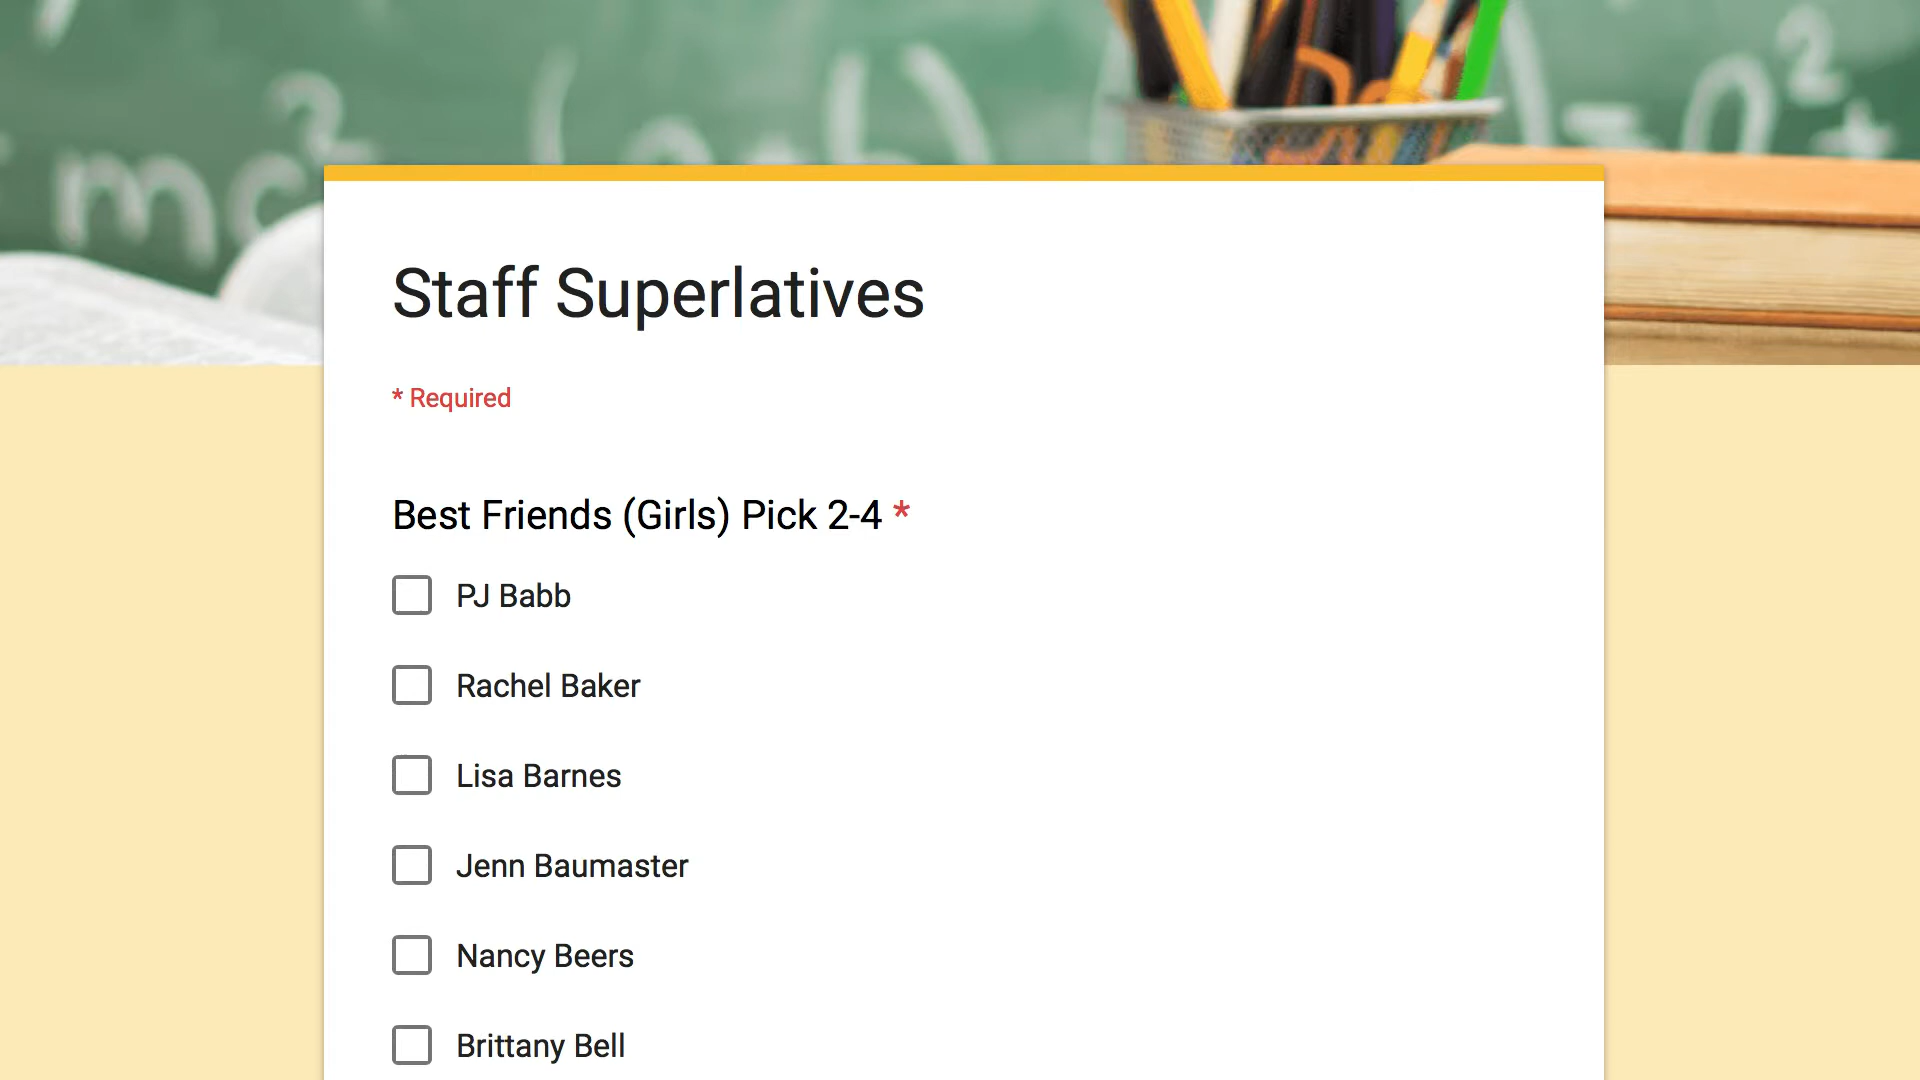 mc²
Staff Superlatives
* Required
Best Friends (Girls) Pick 2-4 *
PJ Babb
Rachel Baker
Lisa Barnes
Jenn Baumaster
Nancy Beers
Brittany Bell